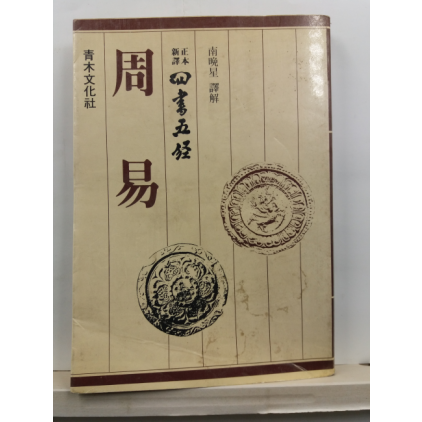 南晩星 譯解
正本
新譯
四書五经
周易
青木文化社